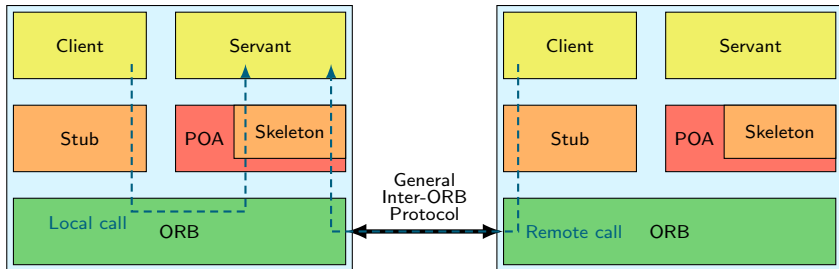 Client
Servant
Client
Servant
Stub
POA
Skeleton
Stub
POA
Skeleton
General
Inter-ORB
Protocol
Local call
ORB
Remote call
ORB